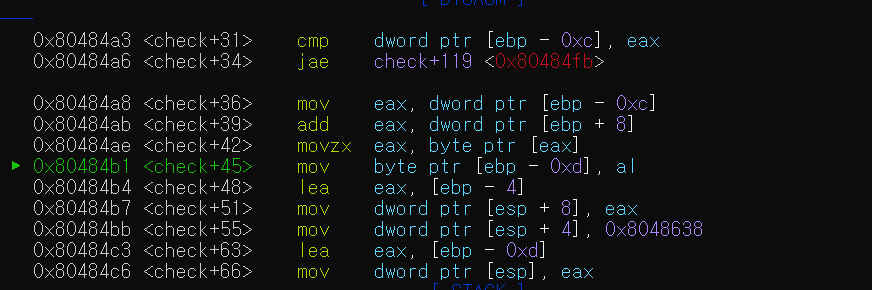 [ DISASM ]
0x80484a3 <check+31> cmp dword ptr [ebp - 0xc], eax
0x80484a6 <check+34> jae check+119 <0x80484fb>
0x80484a8 <check+36> mov eax, dword ptr [ebp - 0xc]
0x80484ab <check+39> add eax, dword ptr [ebp + 8]
0x80484ae <check+42> movzx eax, byte ptr [eax]
► 0x80484b1 <check+45> mov byte ptr [ebp - 0xd], al
0x80484b4 <check+48> lea eax, [ebp - 4]
0x80484b7 <check+51> mov dword ptr [esp + 8], eax
0x80484bb <check+55> mov dword ptr [esp + 4], 0x8048638
0x80484c3 <check+63> lea eax, [ebp - 0xd]
0x80484c6 <check+66> mov dword ptr [esp], eax
[ STACK ]